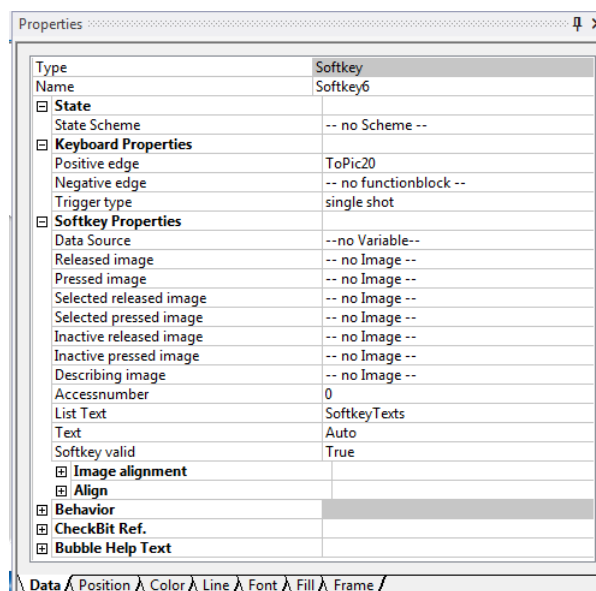 Properties
Type Softkey
Name Softkey6
State
State Scheme -- no Scheme --
Keyboard Properties
Positive edge ToPic20
Negative edge -- no functionblock --
Trigger type single shot
Softkey Properties
Data Source --no Variable--
Released image -- no Image --
Pressed image -- no Image --
Selected released image -- no Image --
Selected pressed image -- no Image --
Inactive released image -- no Image --
Inactive pressed image -- no Image --
Describing image -- no Image --
Accessnumber 0
List Text SoftkeyTexts
Text Auto
Softkey valid True
Image alignment
Align
Behavior
CheckBit Ref.
Bubble Help Text
Data Position Color Line Font Fill Frame